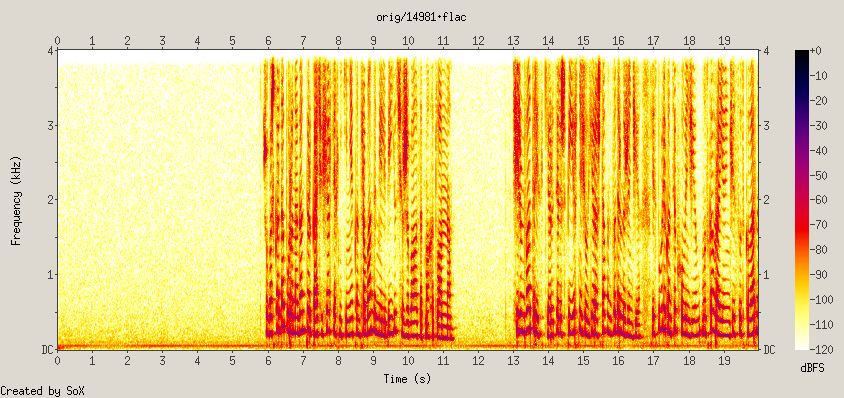 orig/14981.flac
0 1 2 3 4 5 6 7 8 9 10 11 12 13 14 15 16 17 18 19
4 4 +0
-10
-20
3 3 -30
-40
Frequency (kHz)
-50
2 2 -60
-70
-80
1 1 -90
-100
-110
DC DC -120
0 1 2 3 4 5 6 7 8 9 10 11 12 13 14 15 16 17 18 19
dBFS
Time (s)
Created by SoX